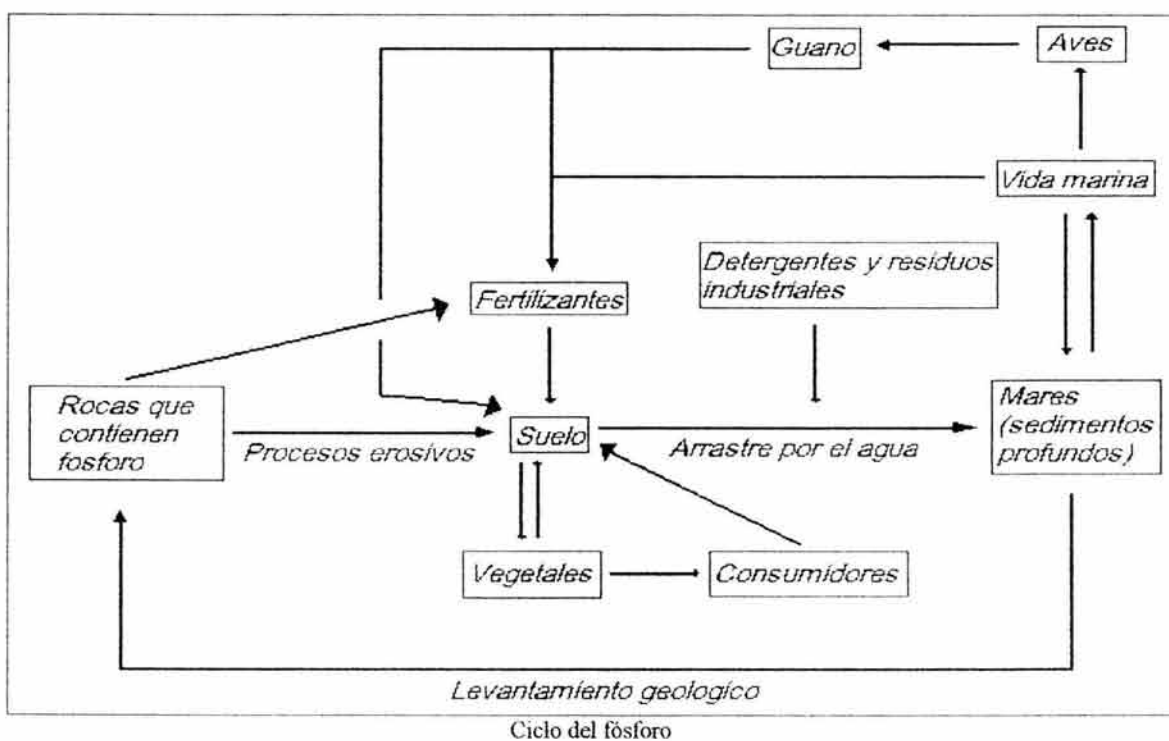 Guano
Aves
Vida marina
Detergentes y residuos
industriales
Fertilizantes
Rocas que
contienen
fosforo
Procesos erosivos
Suelo
Arrastre por el agua
Mares
(sedimentos
profundos)
Vegetales
Consumidores
Levantamiento geologico
Ciclo del fósforo